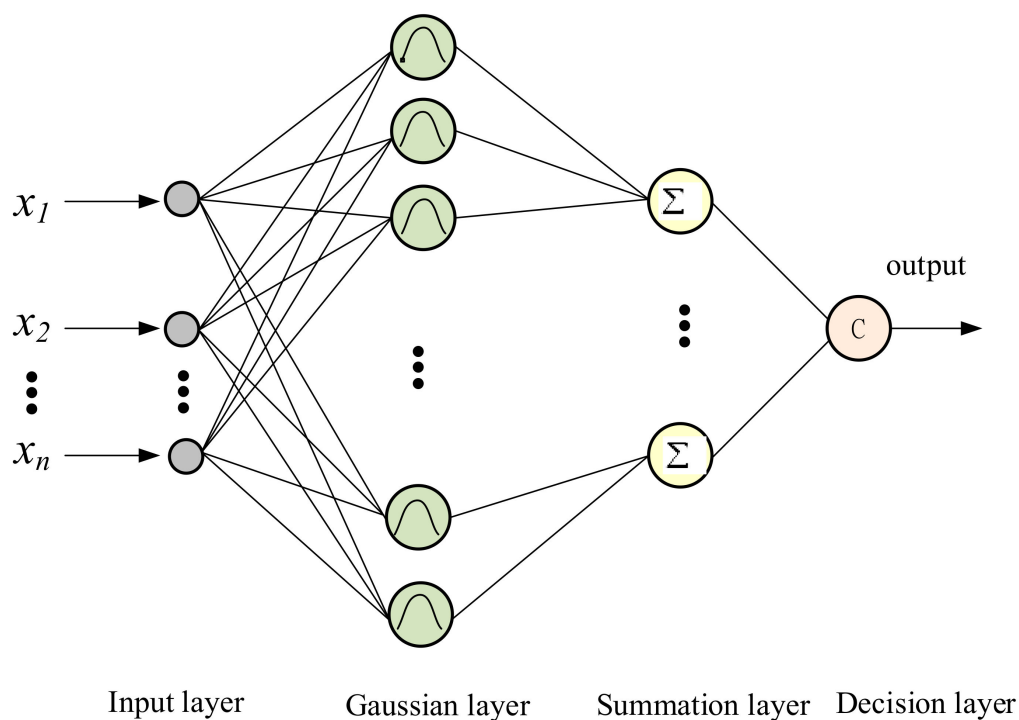 x1
x2
xn
Σ
Σ
C
output
Input layer
Gaussian layer
Summation layer
Decision layer